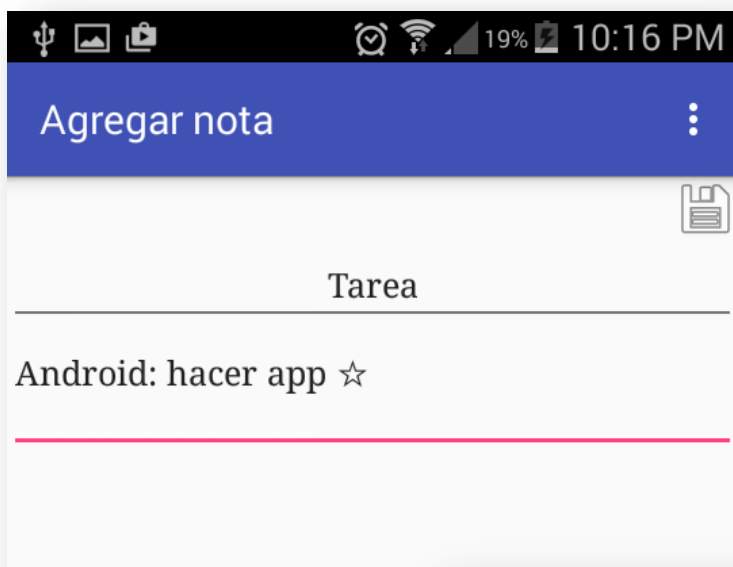 19% 10:16 PM
Agregar nota
Tarea
Android: hacer app ☆